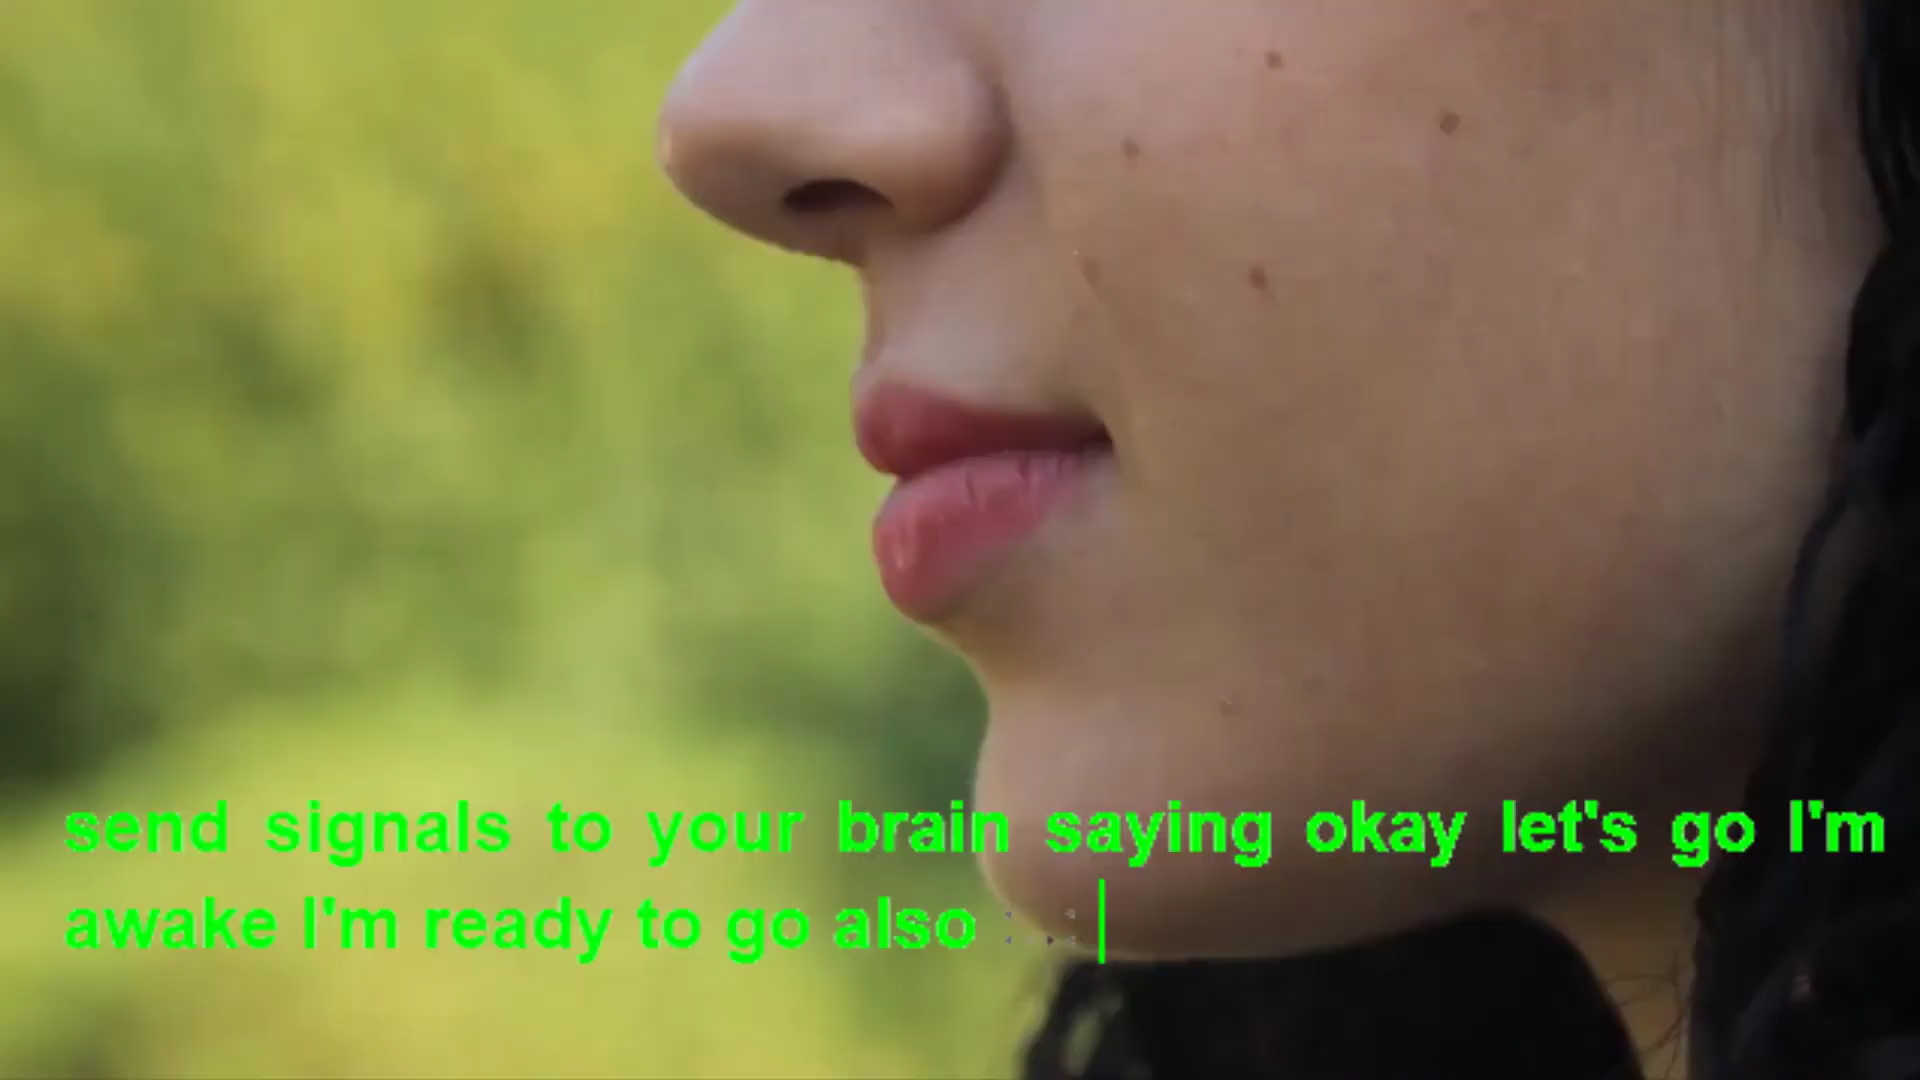 send signals to your brain saying okay let's go I'm
awake I'm ready to go also